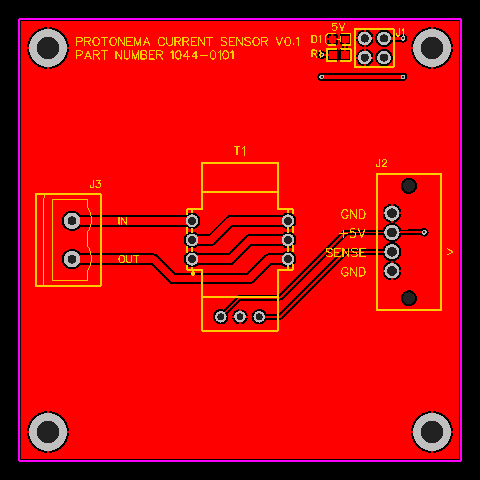 5V
PROTONEMA CURRENT SENSOR V0.1
D1
J1
PART NUMBER 1044-0101
R1
T1
J2
J3
GND
IN
+5V
SENSE
>
OUT
GND